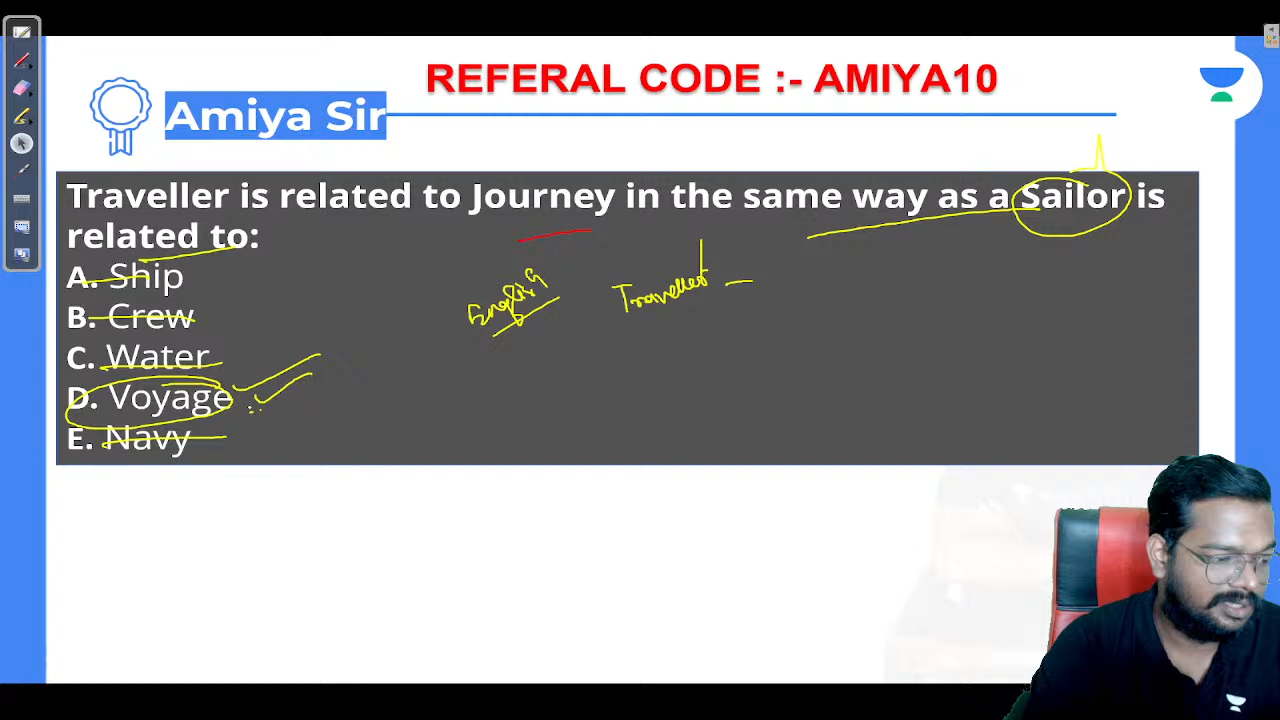 REFERAL CODE :- AMIYA10
Amiya Sir
Traveller is related to Journey in the same way as a Sailor is
related to:
A. Ship
B. Crew
C. Water
D. Voyage
E. Navy
English
Traveller